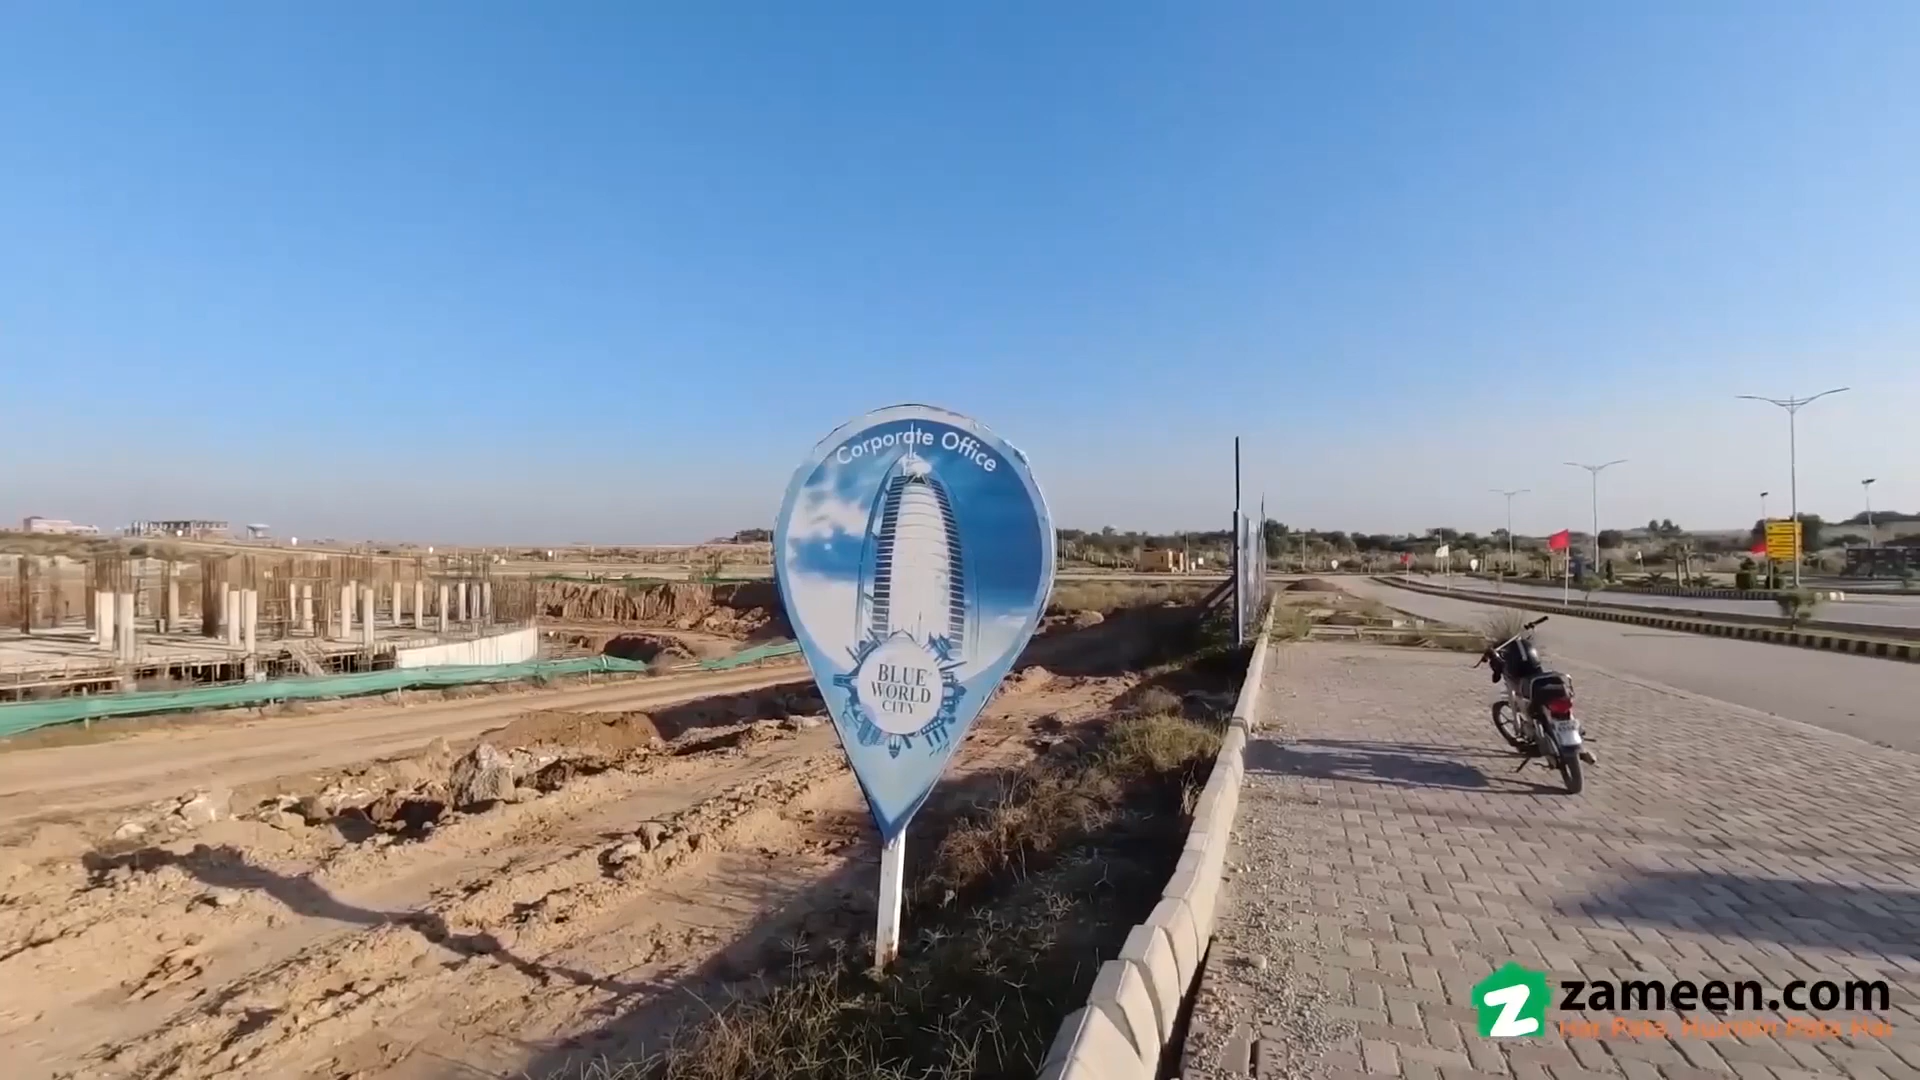 Corporate Office
BLUE
WORLD
CITY
zameen.com
Har Pata, Humein Pata Hai